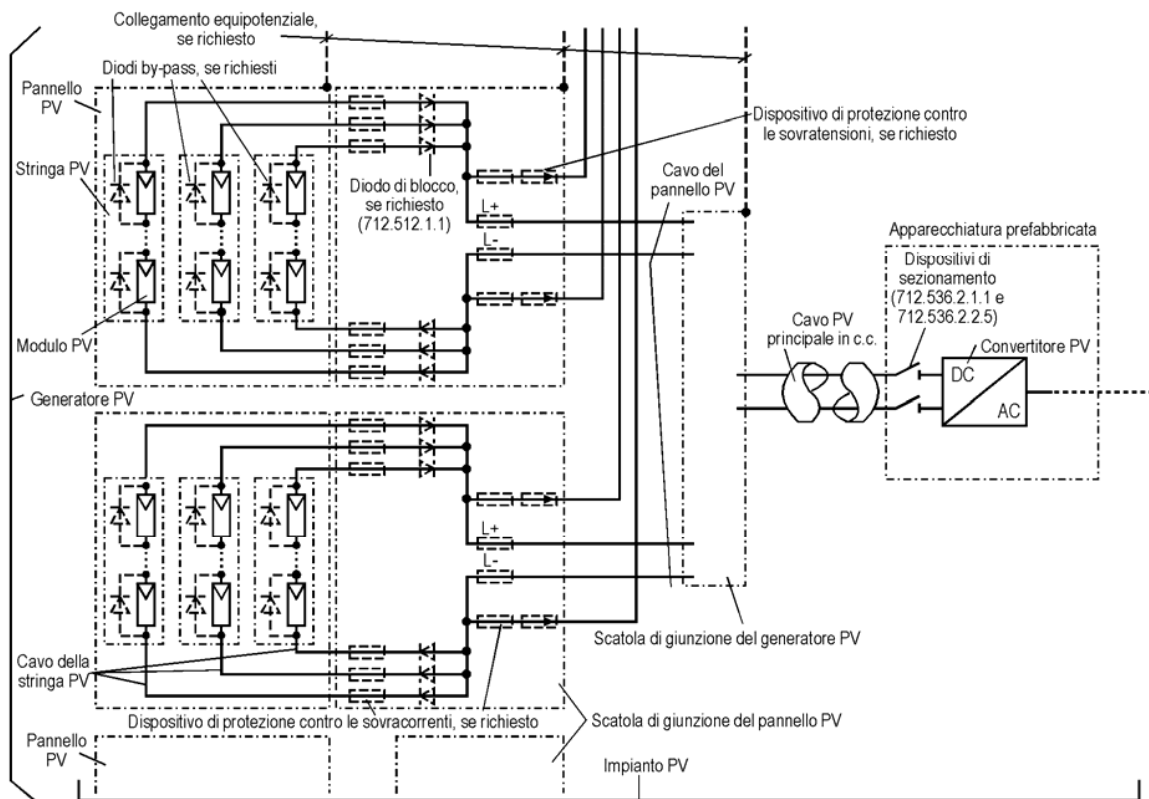 Collegamento equipotenziale,
se richiesto
Diodi by-pass, se richiesti
Pannello
PV
Stringa PV
Dispositivo di protezione contro
le sovratensioni, se richiesto
Diodo di blocco,
se richiesto
(712.512.1.1)
Cavo del
pannello PV
L+
L-
Apparecchiatura prefabbricata
Dispositivi di
sezionamento
(712.536.2.1.1 e
712.536.2.2.5)
Cavo PV
principale in c.c.
Convertitore PV
DC
AC
Modulo PV
Generatore PV
L+
L-
Scatola di giunzione del generatore PV
Cavo della
stringa PV
Dispositivo di protezione contro le sovracorrenti, se richiesto
Scatola di giunzione del pannello PV
Pannello
PV
Impianto PV